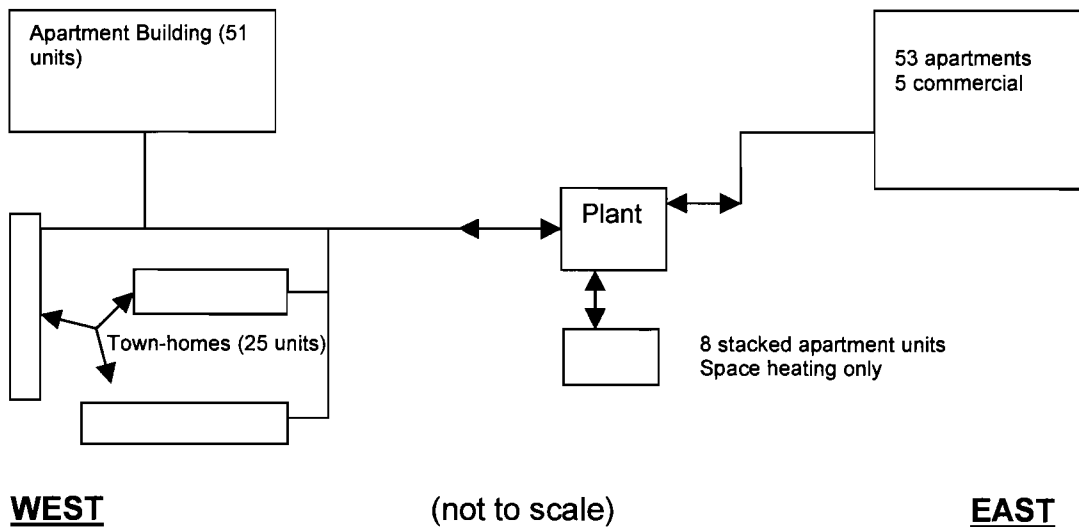 Apartment Building (51
units)
53 apartments
5 commercial
Plant
Town-homes (25 units)
8 stacked apartment units
Space heating only
WEST
(not to scale)
EAST